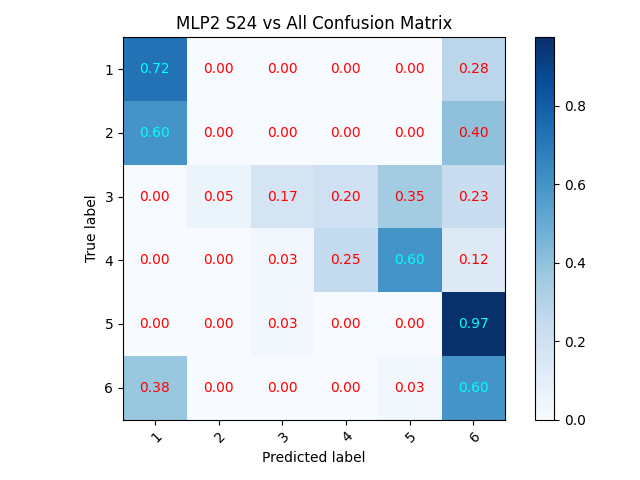 MLP2 S24 vs All Confusion Matrix
True label
1 0.72 0.00 0.00 0.00 0.00 0.28
2 0.60 0.00 0.00 0.00 0.00 0.40
3 0.00 0.05 0.17 0.20 0.35 0.23
4 0.00 0.00 0.03 0.25 0.60 0.12
5 0.00 0.00 0.03 0.00 0.00 0.97
6 0.38 0.00 0.00 0.00 0.03 0.60
1 2 3 4 5 6
Predicted label
0.8
0.6
0.4
0.2
0.0